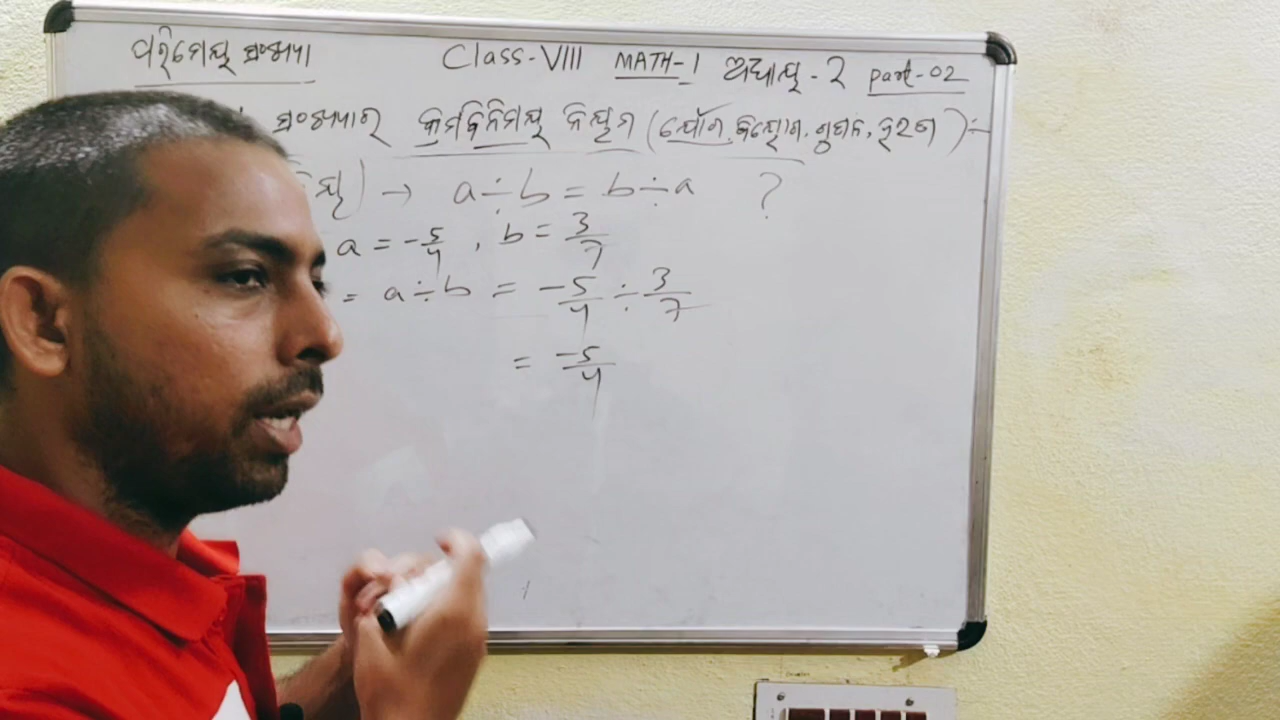 ପରିମେୟ ସଂଖ୍ୟା Class-VIII MATH-1 ଅଧ୍ୟାୟ - ୨ part-02
ସଂଖ୍ୟାର କ୍ରମବିନିମୟ ନିୟମ (ଯୋଗ, ବିୟୋଗ, ଗୁଣନ, ହରଣ) :-
) → a ÷ b = b ÷ a ?
a = -5/4 , b = 3/7
= a ÷ b = -5/4 ÷ 3/7
= -5/4